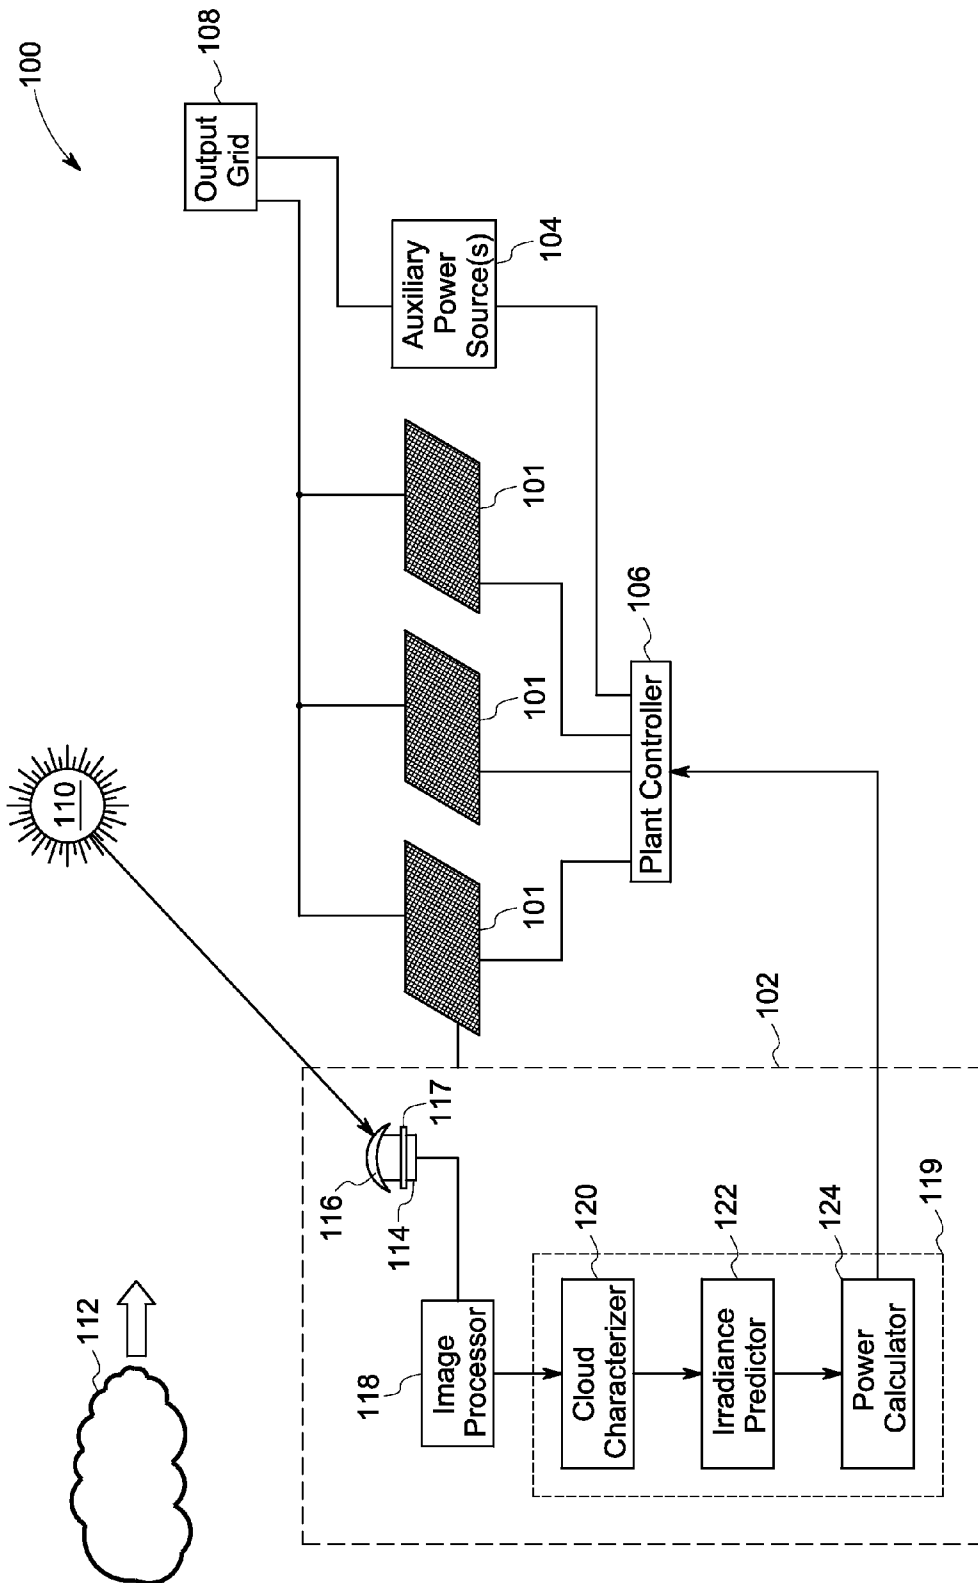 100
108
Output
Grid
110
112
Auxiliary
Power
Source(s)
104
101
101
101
116
117
114
106
Plant Controller
102
118
Image
Processor
120
Cloud
Characterizer
122
Irradiance
Predictor
124
Power
Calculator
119